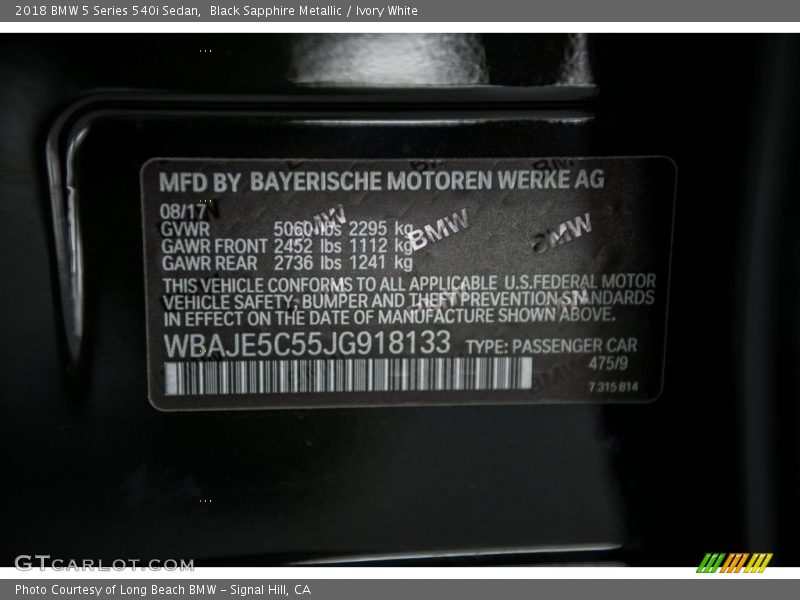 2018 BMW 5 Series 540i Sedan, Black Sapphire Metallic / Ivory White
MFD BY BAYERISCHE MOTOREN WERKE AG
08/17
GVWR 5060 lbs 2295 kg
GAWR FRONT 2452 lbs 1112 kg
GAWR REAR 2736 lbs 1241 kg
BMW BMW BMW
THIS VEHICLE CONFORMS TO ALL APPLICABLE U.S.FEDERAL MOTOR
VEHICLE SAFETY, BUMPER AND THEFT PREVENTION STANDARDS
IN EFFECT ON THE DATE OF MANUFACTURE SHOWN ABOVE.
WBAJE5C55JG918133 TYPE: PASSENGER CAR
475/9
BMW
7 315 814
GTCARLOT.COM
Photo Courtesy of Long Beach BMW – Signal Hill, CA